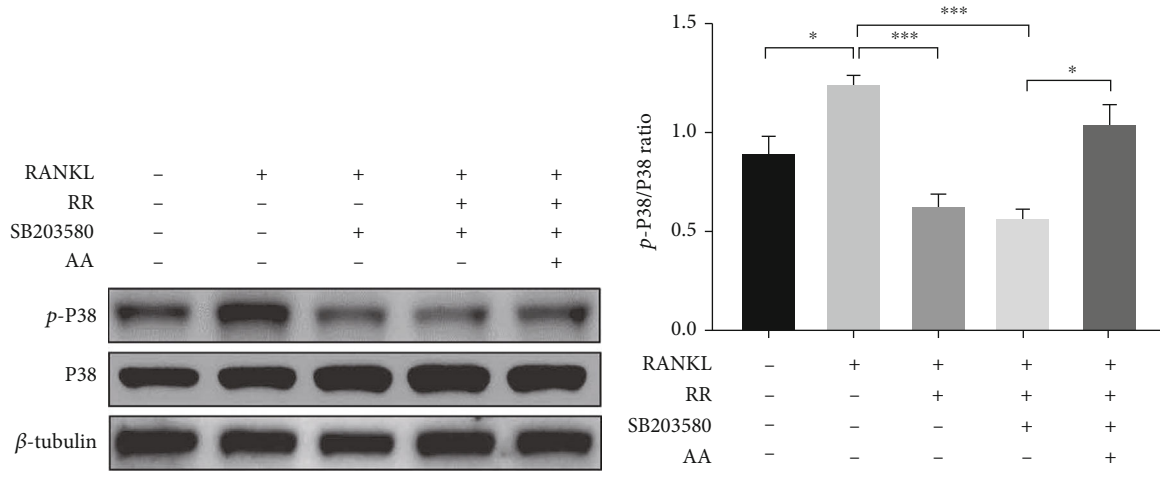 RANKL – + + + +
RR – – – + +
SB203580 – – + + +
AA – – – – +
p-P38
P38
β-tubulin
p-P38/P38 ratio
1.5
1.0
0.5
0.0
* *** *** *
RANKL – + + + +
RR – – + + +
SB203580 – – – + +
AA – – – – +